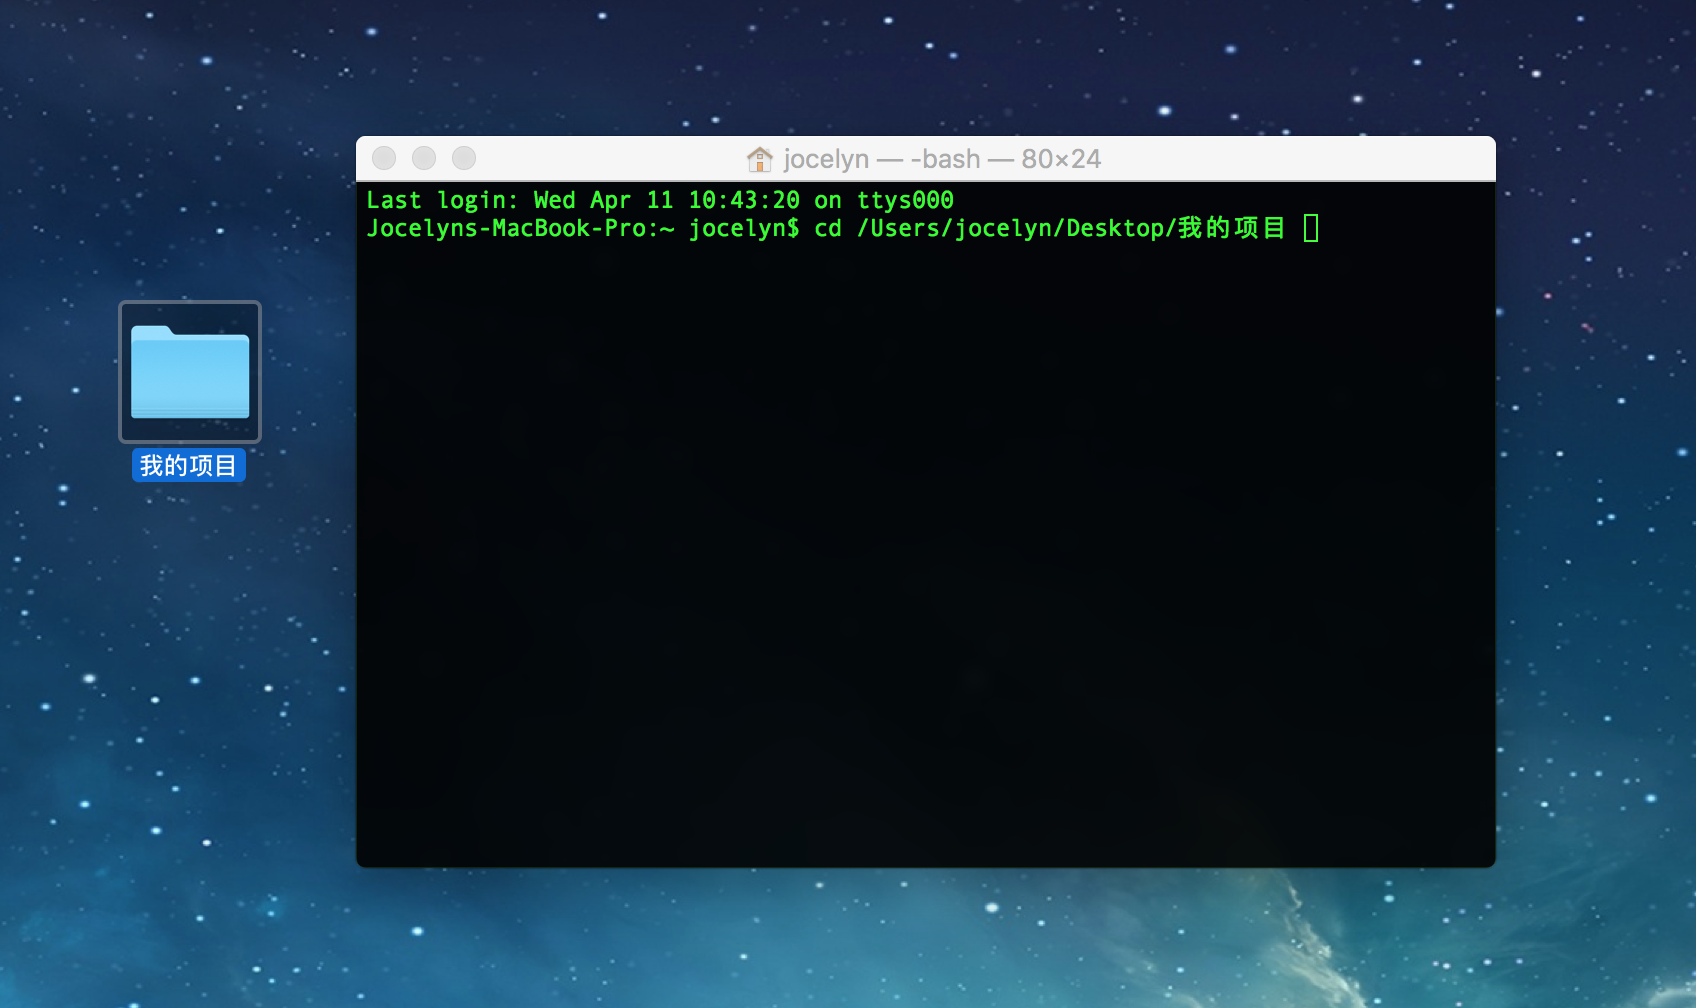 jocelyn — -bash — 80×24
Last login: Wed Apr 11 10:43:20 on ttys000
Jocelyns-MacBook-Pro:~ jocelyn$ cd /Users/jocelyn/Desktop/我的项目
我的项目